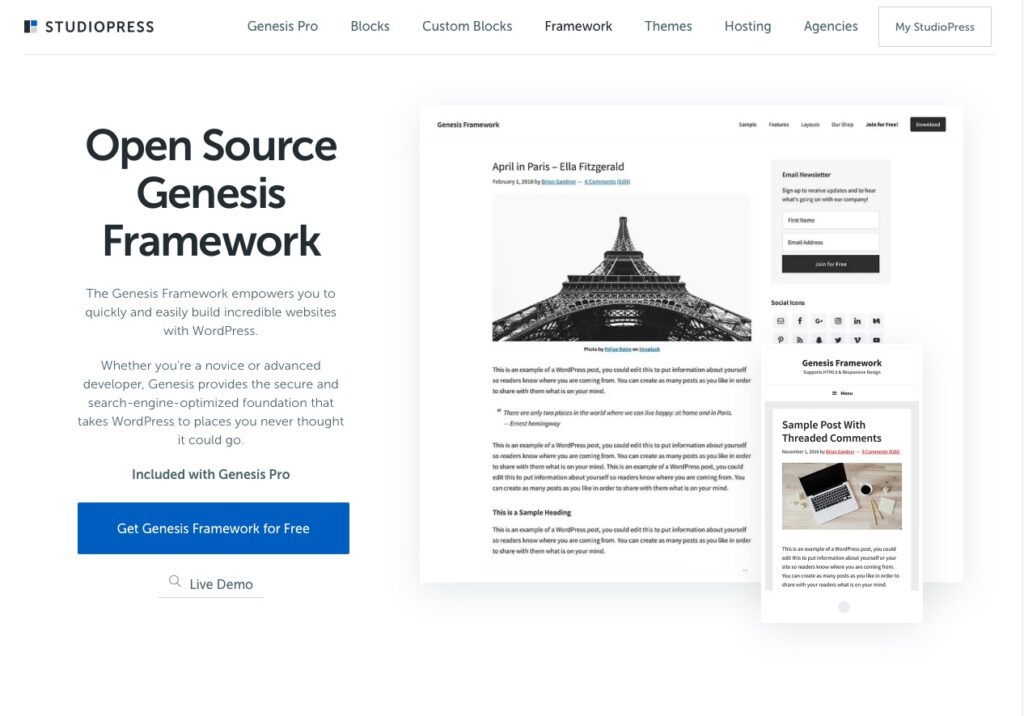 STUDIOPRESS
Genesis Pro
Blocks
Custom Blocks
Framework
Themes
Hosting
Agencies
My StudioPress
Open Source
Genesis
Framework
The Genesis Framework empowers you to
quickly and easily build incredible websites
with WordPress.
Whether you're a novice or advanced
developer, Genesis provides the secure and
search-engine-optimized foundation that
takes WordPress to places you never thought
it could go.
Included with Genesis Pro
Get Genesis Framework for Free
Live Demo
Genesis Framework
Sample
Features
Layouts
Our Shop
Join for Free!
Download
April in Paris – Ella Fitzgerald
February 1, 2018 by Brian Gardner — 6 Comments (Edit)
Photo by Felipe Dolce on Unsplash
This is an example of a WordPress post, you could edit this to put information about yourself
so readers know where you are coming from. You can create as many posts as you like in order
to share with them what is on your mind.
“ There are only two places in the world where we can live happy: at home and in Paris.
— Ernest hemingway
This is an example of a WordPress post, you could edit this to put information about yourself
so readers know where you are coming from. You can create as many posts as you like in order
to share with them what is on your mind. This is an example of a WordPress post, you could
edit this to put information about yourself so readers know where you are coming from. You
can create as many posts as you like in order to share with them what is on your mind.
This is a Sample Heading
This is an example of a WordPress post, you could edit this to put information about yourself
so readers know where you are coming from. You can create as many posts as you like in order
to share with them what is on your mind.
Email Newsletter
Sign up to receive updates and to hear
what's going on with our company!
First Name
Email Address
Join for Free
Social Icons
Genesis Framework
Supports HTML5 & Responsive Design
Menu
Sample Post With
Threaded Comments
November 1, 2016 by Brian Gardner — 5 Comments (Edit)
This is an example of a WordPress post, you could
edit this to put information about yourself or your
site so readers know where you are coming from.
You can create as many posts as you like in order to
share with your readers what is on your mind.